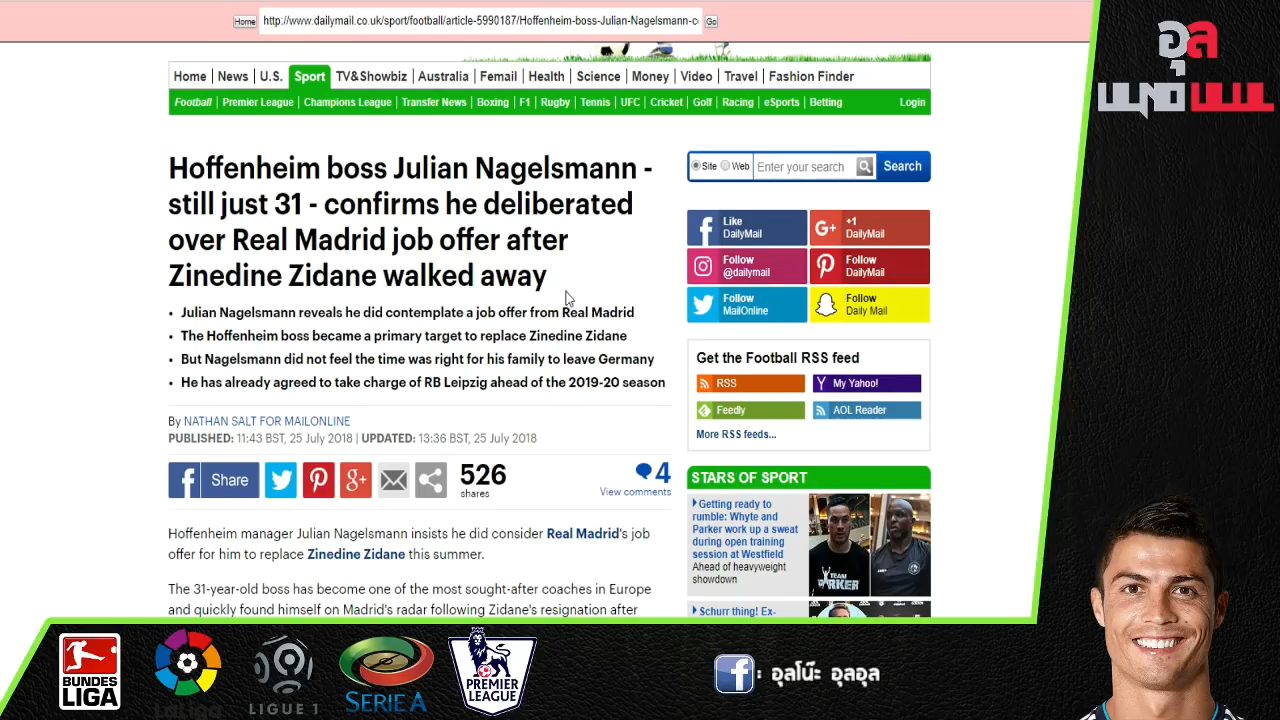 Home
http://www.dailymail.co.uk/sport/football/article-5990187/Hoffenheim-boss-Julian-Nagelsmann-c
Go
Home | News | U.S. | Sport | TV&Showbiz | Australia | Femail | Health | Science | Money | Video | Travel | Fashion Finder
Football | Premier League | Champions League | Transfer News | Boxing | F1 | Rugby | Tennis | UFC | Cricket | Golf | Racing | eSports | Betting
Login
Hoffenheim boss Julian Nagelsmann -
still just 31 - confirms he deliberated
over Real Madrid job offer after
Zinedine Zidane walked away
• Julian Nagelsmann reveals he did contemplate a job offer from Real Madrid
• The Hoffenheim boss became a primary target to replace Zinedine Zidane
• But Nagelsmann did not feel the time was right for his family to leave Germany
• He has already agreed to take charge of RB Leipzig ahead of the 2019-20 season
By NATHAN SALT FOR MAILONLINE
PUBLISHED: 11:43 BST, 25 July 2018 | UPDATED: 13:36 BST, 25 July 2018
Share
526
shares
4
View comments
Hoffenheim manager Julian Nagelsmann insists he did consider Real Madrid's job
offer for him to replace Zinedine Zidane this summer.
The 31-year-old boss has become one of the most sought-after coaches in Europe
and quickly found himself on Madrid's radar following Zidane's resignation after
Site Web
Enter your search
Search
Like
DailyMail
+1
DailyMail
Follow
@dailymail
Follow
DailyMail
Follow
MailOnline
Follow
Daily Mail
Get the Football RSS feed
RSS
My Yahoo!
Feedly
AOL Reader
More RSS feeds...
STARS OF SPORT
Getting ready to
rumble: Whyte and
Parker work up a sweat
during open training
session at Westfield
Ahead of heavyweight
showdown
TEAM
PARKER
Schurr thing! Ex-
อุล
BUNDES
LIGA
LaLiga
LIGUE 1
SERIE A
PREMIER
LEAGUE
: อุลโน๊ะ อุลอุล